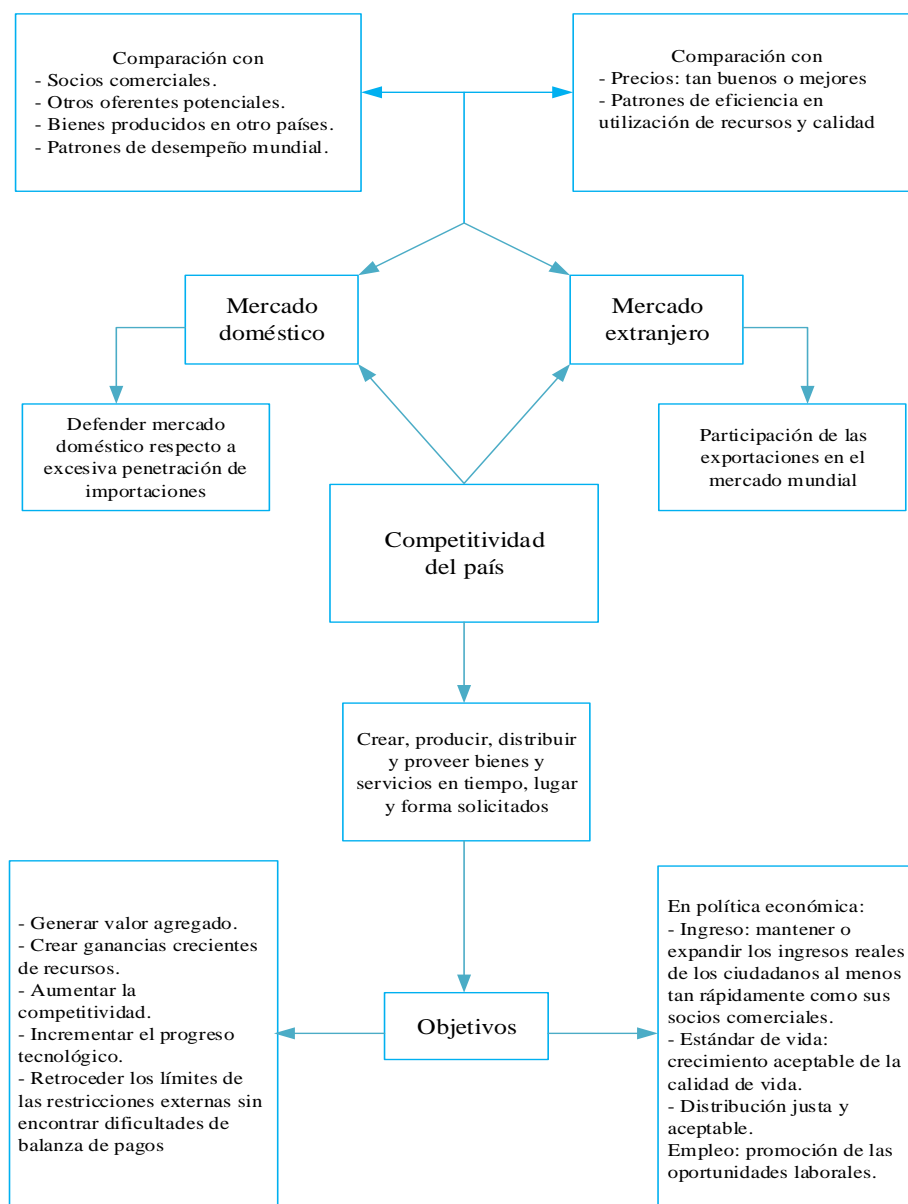 Comparación con
- Socios comerciales.
- Otros oferentes potenciales.
- Bienes producidos en otro países.
- Patrones de desempeño mundial.
Comparación con
- Precios: tan buenos o mejores
- Patrones de eficiencia en
utilización de recursos y calidad
Mercado
doméstico
Mercado
extranjero
Defender mercado
doméstico respecto a
excesiva penetración de
importaciones
Participación de las
exportaciones en el
mercado mundial
Competitividad
del país
Crear, producir, distribuir
y proveer bienes y
servicios en tiempo, lugar
y forma solicitados
- Generar valor agregado.
- Crear ganancias crecientes
de recursos.
- Aumentar la
competitividad.
- Incrementar el progreso
tecnológico.
- Retroceder los límites de
las restricciones externas sin
encontrar dificultades de
balanza de pagos
Objetivos
En política económica:
- Ingreso: mantener o
expandir los ingresos reales
de los ciudadanos al menos
tan rápidamente como sus
socios comerciales.
- Estándar de vida:
crecimiento aceptable de la
calidad de vida.
- Distribución justa y
aceptable.
Empleo: promoción de las
oportunidades laborales.